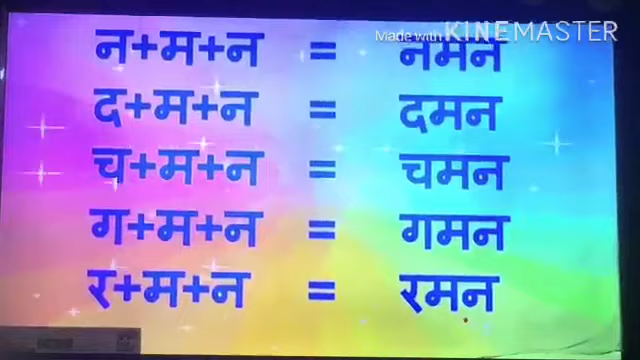 Made with KINEMASTER
न+म+न = नमन
द+म+न = दमन
च+म+न = चमन
ग+म+न = गमन
र+म+न = रमन